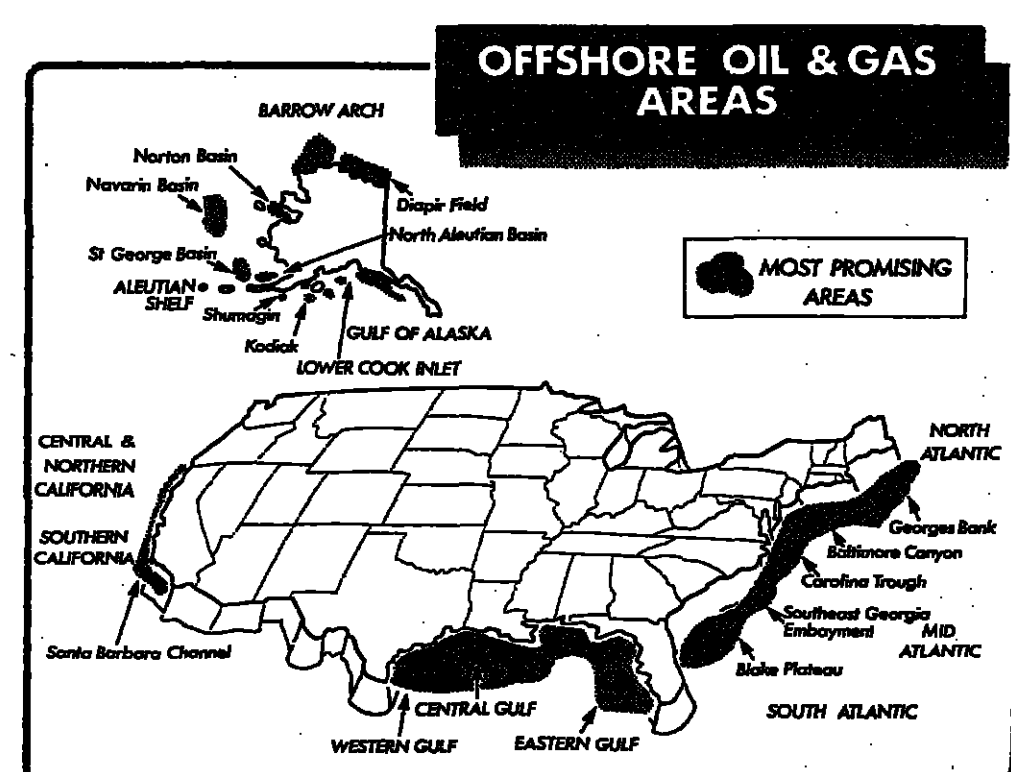 OFFSHORE OIL & GAS
AREAS
BARROW ARCH
Norton Basin
Navarin Basin
Diapir Field
North Aleutian Basin
St George Basin
ALEUTIAN
SHELF
Shumagin
Kodiak
GULF OF ALASKA
LOWER COOK INLET
MOST PROMISING
AREAS
CENTRAL &
NORTHERN
CALIFORNIA
SOUTHERN
CALIFORNIA
Santa Barbara Channel
NORTH
ATLANTIC
Georges Bank
Baltimore Canyon
Carolina Trough
Southeast Georgia
Embayment
MID
ATLANTIC
Blake Plateau
SOUTH ATLANTIC
CENTRAL GULF
WESTERN GULF
EASTERN GULF